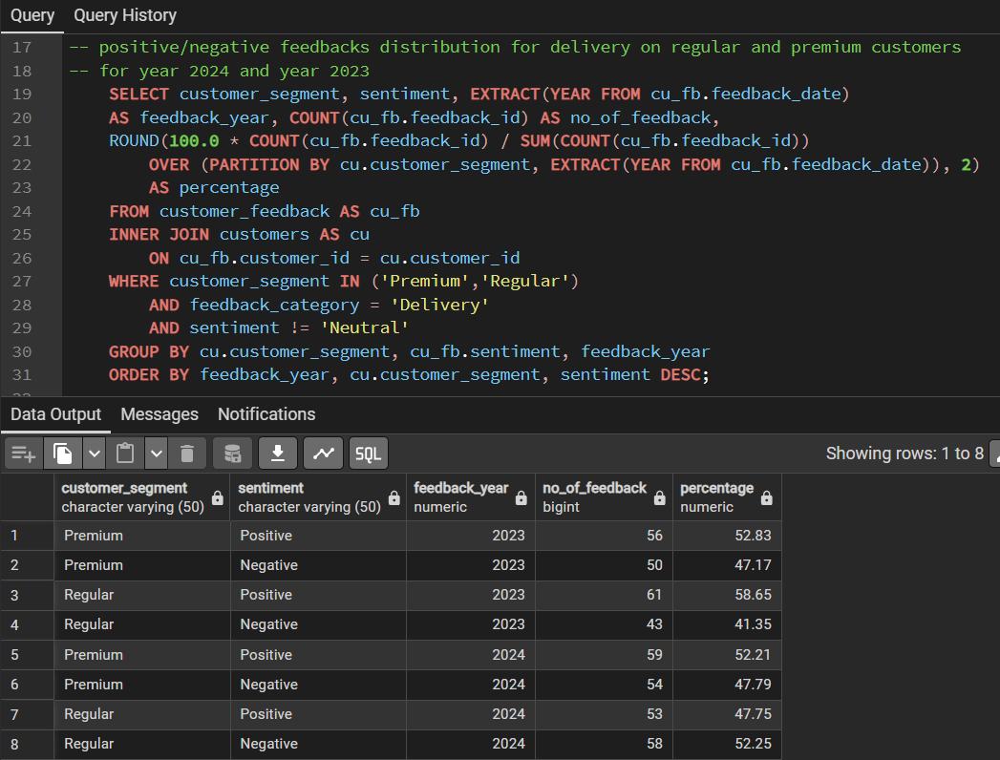 Query Query History
17 -- positive/negative feedbacks distribution for delivery on regular and premium customers
18 -- for year 2024 and year 2023
19 SELECT customer_segment, sentiment, EXTRACT(YEAR FROM cu_fb.feedback_date)
20 AS feedback_year, COUNT(cu_fb.feedback_id) AS no_of_feedback,
21 ROUND(100.0 * COUNT(cu_fb.feedback_id) / SUM(COUNT(cu_fb.feedback_id))
22 OVER (PARTITION BY cu.customer_segment, EXTRACT(YEAR FROM cu_fb.feedback_date)), 2)
23 AS percentage
24 FROM customer_feedback AS cu_fb
25 INNER JOIN customers AS cu
26 ON cu_fb.customer_id = cu.customer_id
27 WHERE customer_segment IN ('Premium','Regular')
28 AND feedback_category = 'Delivery'
29 AND sentiment != 'Neutral'
30 GROUP BY cu.customer_segment, cu_fb.sentiment, feedback_year
31 ORDER BY feedback_year, cu.customer_segment, sentiment DESC;
Data Output Messages Notifications
SQL Showing rows: 1 to 8
customer_segment sentiment feedback_year no_of_feedback percentage
character varying (50) character varying (50) numeric bigint numeric
1 Premium Positive 2023 56 52.83
2 Premium Negative 2023 50 47.17
3 Regular Positive 2023 61 58.65
4 Regular Negative 2023 43 41.35
5 Premium Positive 2024 59 52.21
6 Premium Negative 2024 54 47.79
7 Regular Positive 2024 53 47.75
8 Regular Negative 2024 58 52.25